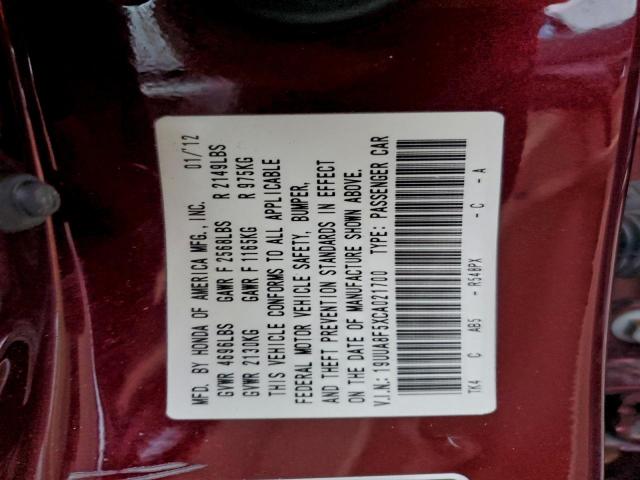 MFD. BY HONDA OF AMERICA MFG., INC. 01/'12
GVWR 4696LBS GAWR F 2568LBS R 2149LBS
GVWR 2130KG GAWR F 1165KG R 975KG
THIS VEHICLE CONFORMS TO ALL APPLICABLE
FEDERAL MOTOR VEHICLE SAFETY, BUMPER,
AND THEFT PREVENTION STANDARDS IN EFFECT
ON THE DATE OF MANUFACTURE SHOWN ABOVE.
V.I.N.: 19UUA8F5XCA021700 TYPE: PASSENGER CAR
TK4 C AB5 - R548PX - C - A